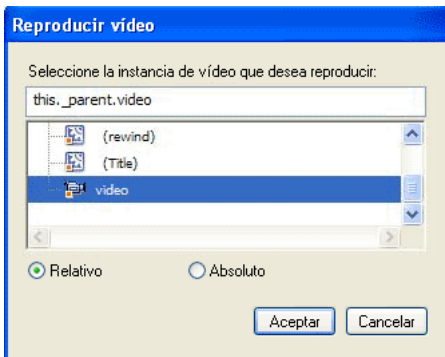 Reproducir vídeo
Seleccione la instancia de vídeo que desea reproducir:
this._parent.video
(rewind)
(Title)
video
Relativo Absoluto
Aceptar Cancelar